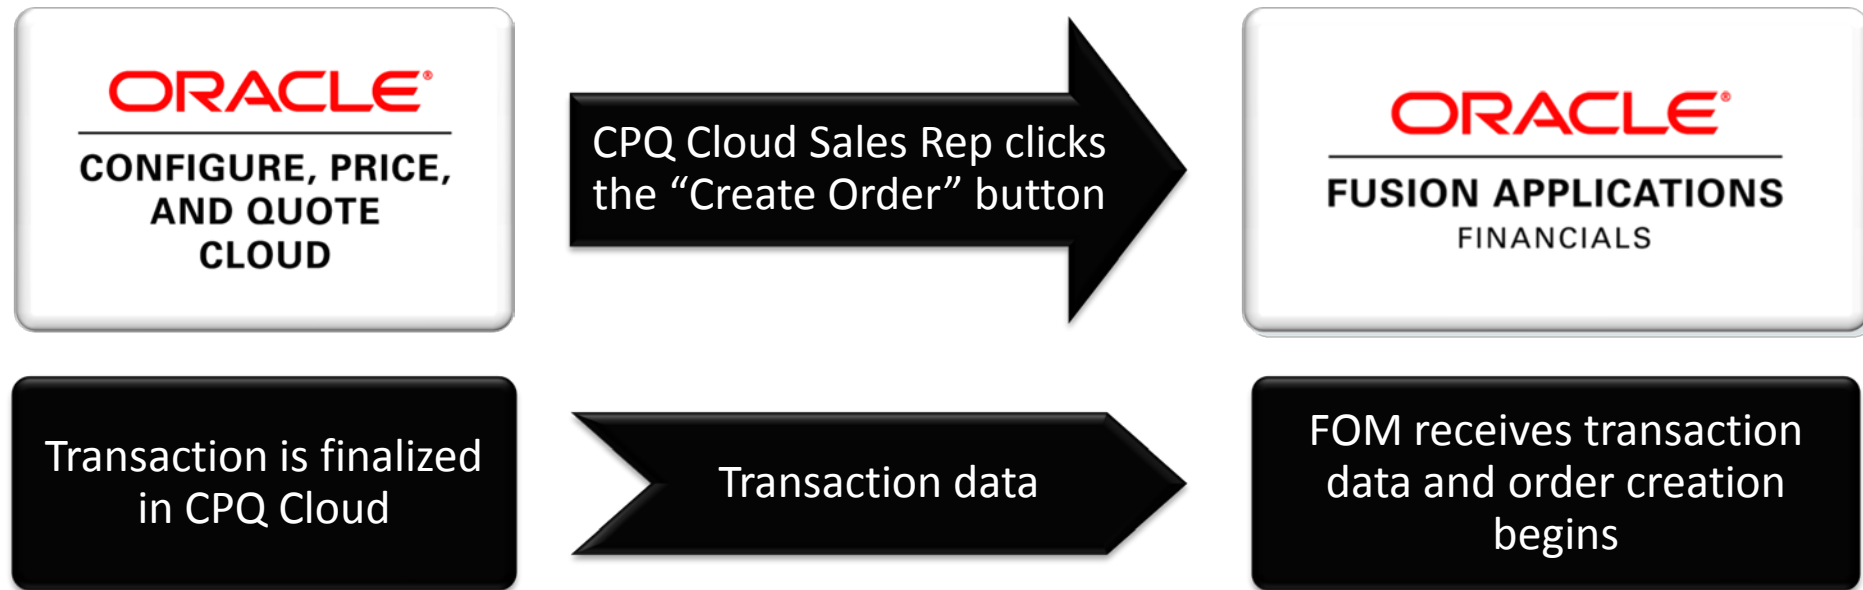 ORACLE®
CONFIGURE, PRICE,
AND QUOTE
CLOUD
CPQ Cloud Sales Rep clicks
the “Create Order” button
ORACLE®
FUSION APPLICATIONS
FINANCIALS
Transaction is finalized
in CPQ Cloud
Transaction data
FOM receives transaction
data and order creation
begins